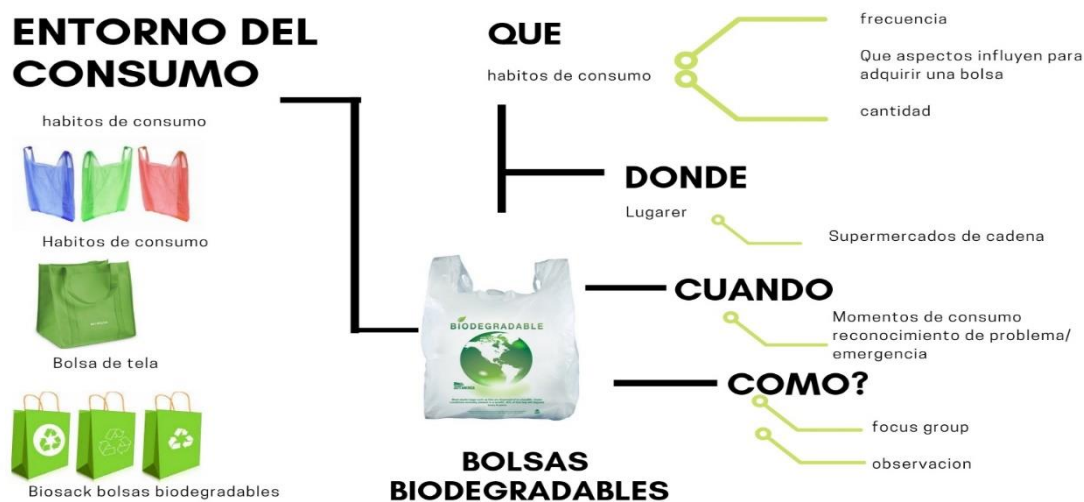 ENTORNO DEL
CONSUMO
habitos de consumo
Habitos de consumo
Bolsa de tela
Biosack bolsas biodegradables
QUE
habitos de consumo
frecuencia
Que aspectos influyen para
adquirir una bolsa
cantidad
DONDE
Lugarer
Supermercados de cadena
CUANDO
Momentos de consumo
reconocimiento de problema/
emergencia
COMO?
focus group
observacion
BIODEGRADABLE
BOLSAS
BIODEGRADABLES